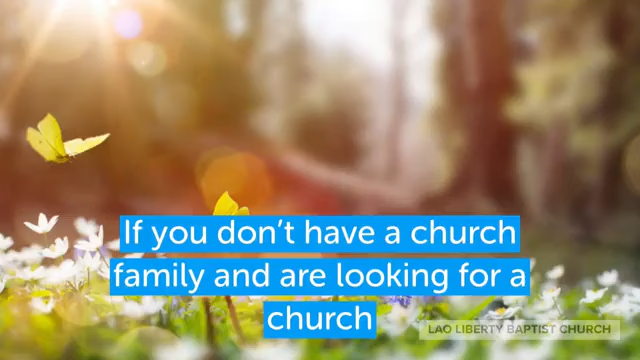 If you don’t have a church
family and are looking for a
church
LAO LIBERTY BAPTIST CHURCH